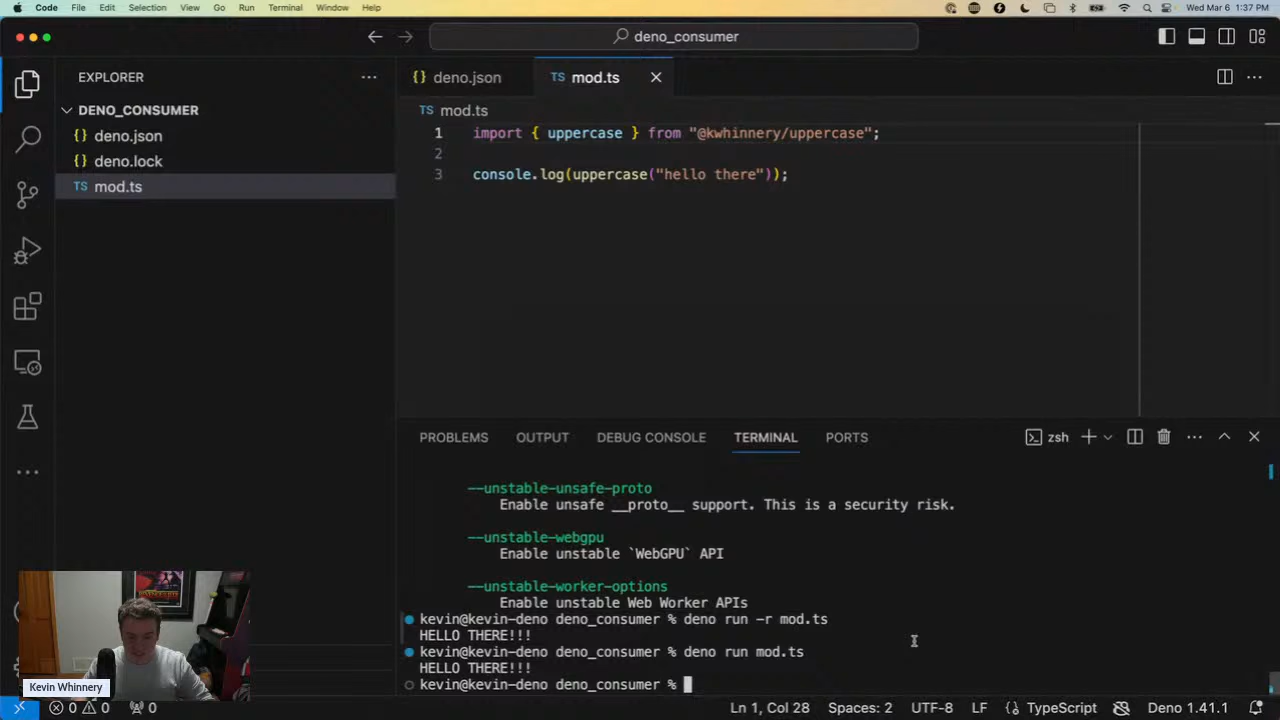 Code File Edit Selection View Go Run Terminal Window Help Wed Mar 6 1:37 PM
deno_consumer
EXPLORER
DENO_CONSUMER
{} deno.json
{} deno.lock
TS mod.ts
{} deno.json TS mod.ts
TS mod.ts
1 import { uppercase } from "@kwhinnery/uppercase";
2
3 console.log(uppercase("hello there"));
PROBLEMS OUTPUT DEBUG CONSOLE TERMINAL PORTS zsh
--unstable-unsafe-proto
Enable unsafe __proto__ support. This is a security risk.
--unstable-webgpu
Enable unstable `WebGPU` API
--unstable-worker-options
Enable unstable Web Worker APIs
kevin@kevin-deno deno_consumer % deno run -r mod.ts
HELLO THERE!!!
kevin@kevin-deno deno_consumer % deno run mod.ts
HELLO THERE!!!
kevin@kevin-deno deno_consumer %
Kevin Whinnery
0 0 0 Ln 1, Col 28 Spaces: 2 UTF-8 LF {} TypeScript Deno 1.41.1